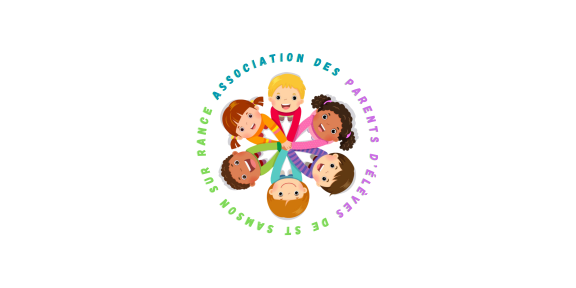 ASSOCIATION DES PARENTS D'ÉLÈVES DE ST SAMSON SUR RANCE